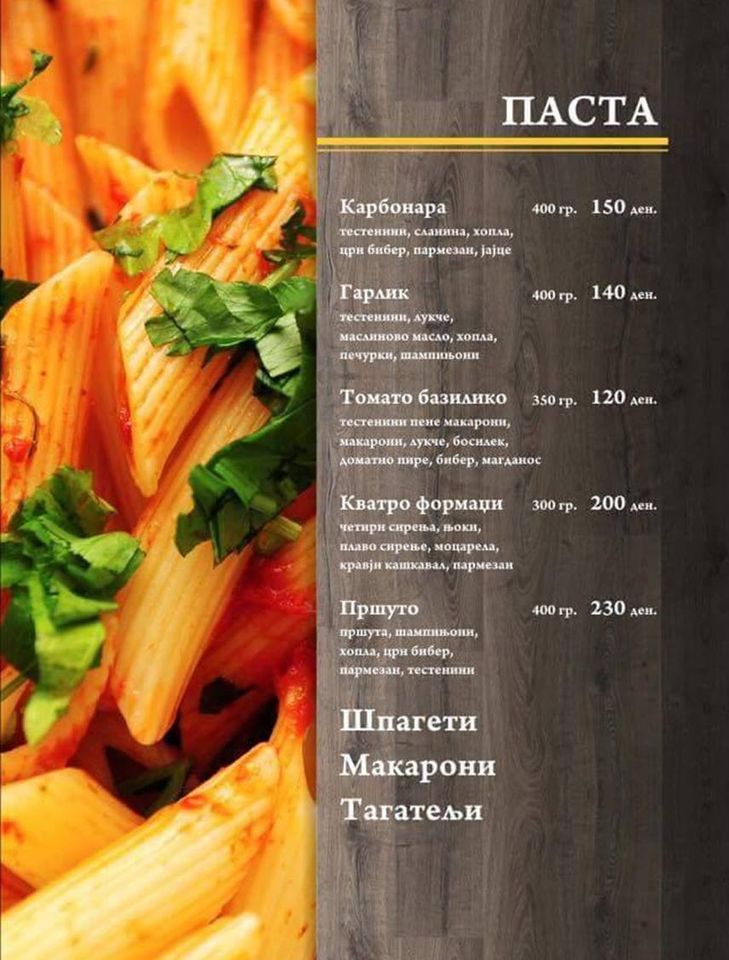 ПАСТА
Карбонара 400 гр. 150 ден.
тестенини, сланина, хопла,
црн бибер, пармезан, јајце
Гарлик 400 гр. 140 ден.
тестенини, лукче,
маслиново масло, хопла,
печурки, шампињони
Томато базилико 350 гр. 120 ден.
тестенини пене макарони,
макарони, лукче, босилек,
доматно пире, бибер, магданос
Кватро формаџи 300 гр. 200 ден.
четири сирења, њоки,
плаво сирење, моцарела,
кравји кашкавал, пармезан
Пршуто 400 гр. 230 ден.
пршута, шампињони,
хопла, црн бибер,
пармезан, тестенини
Шпагети
Макарони
Тагатељи